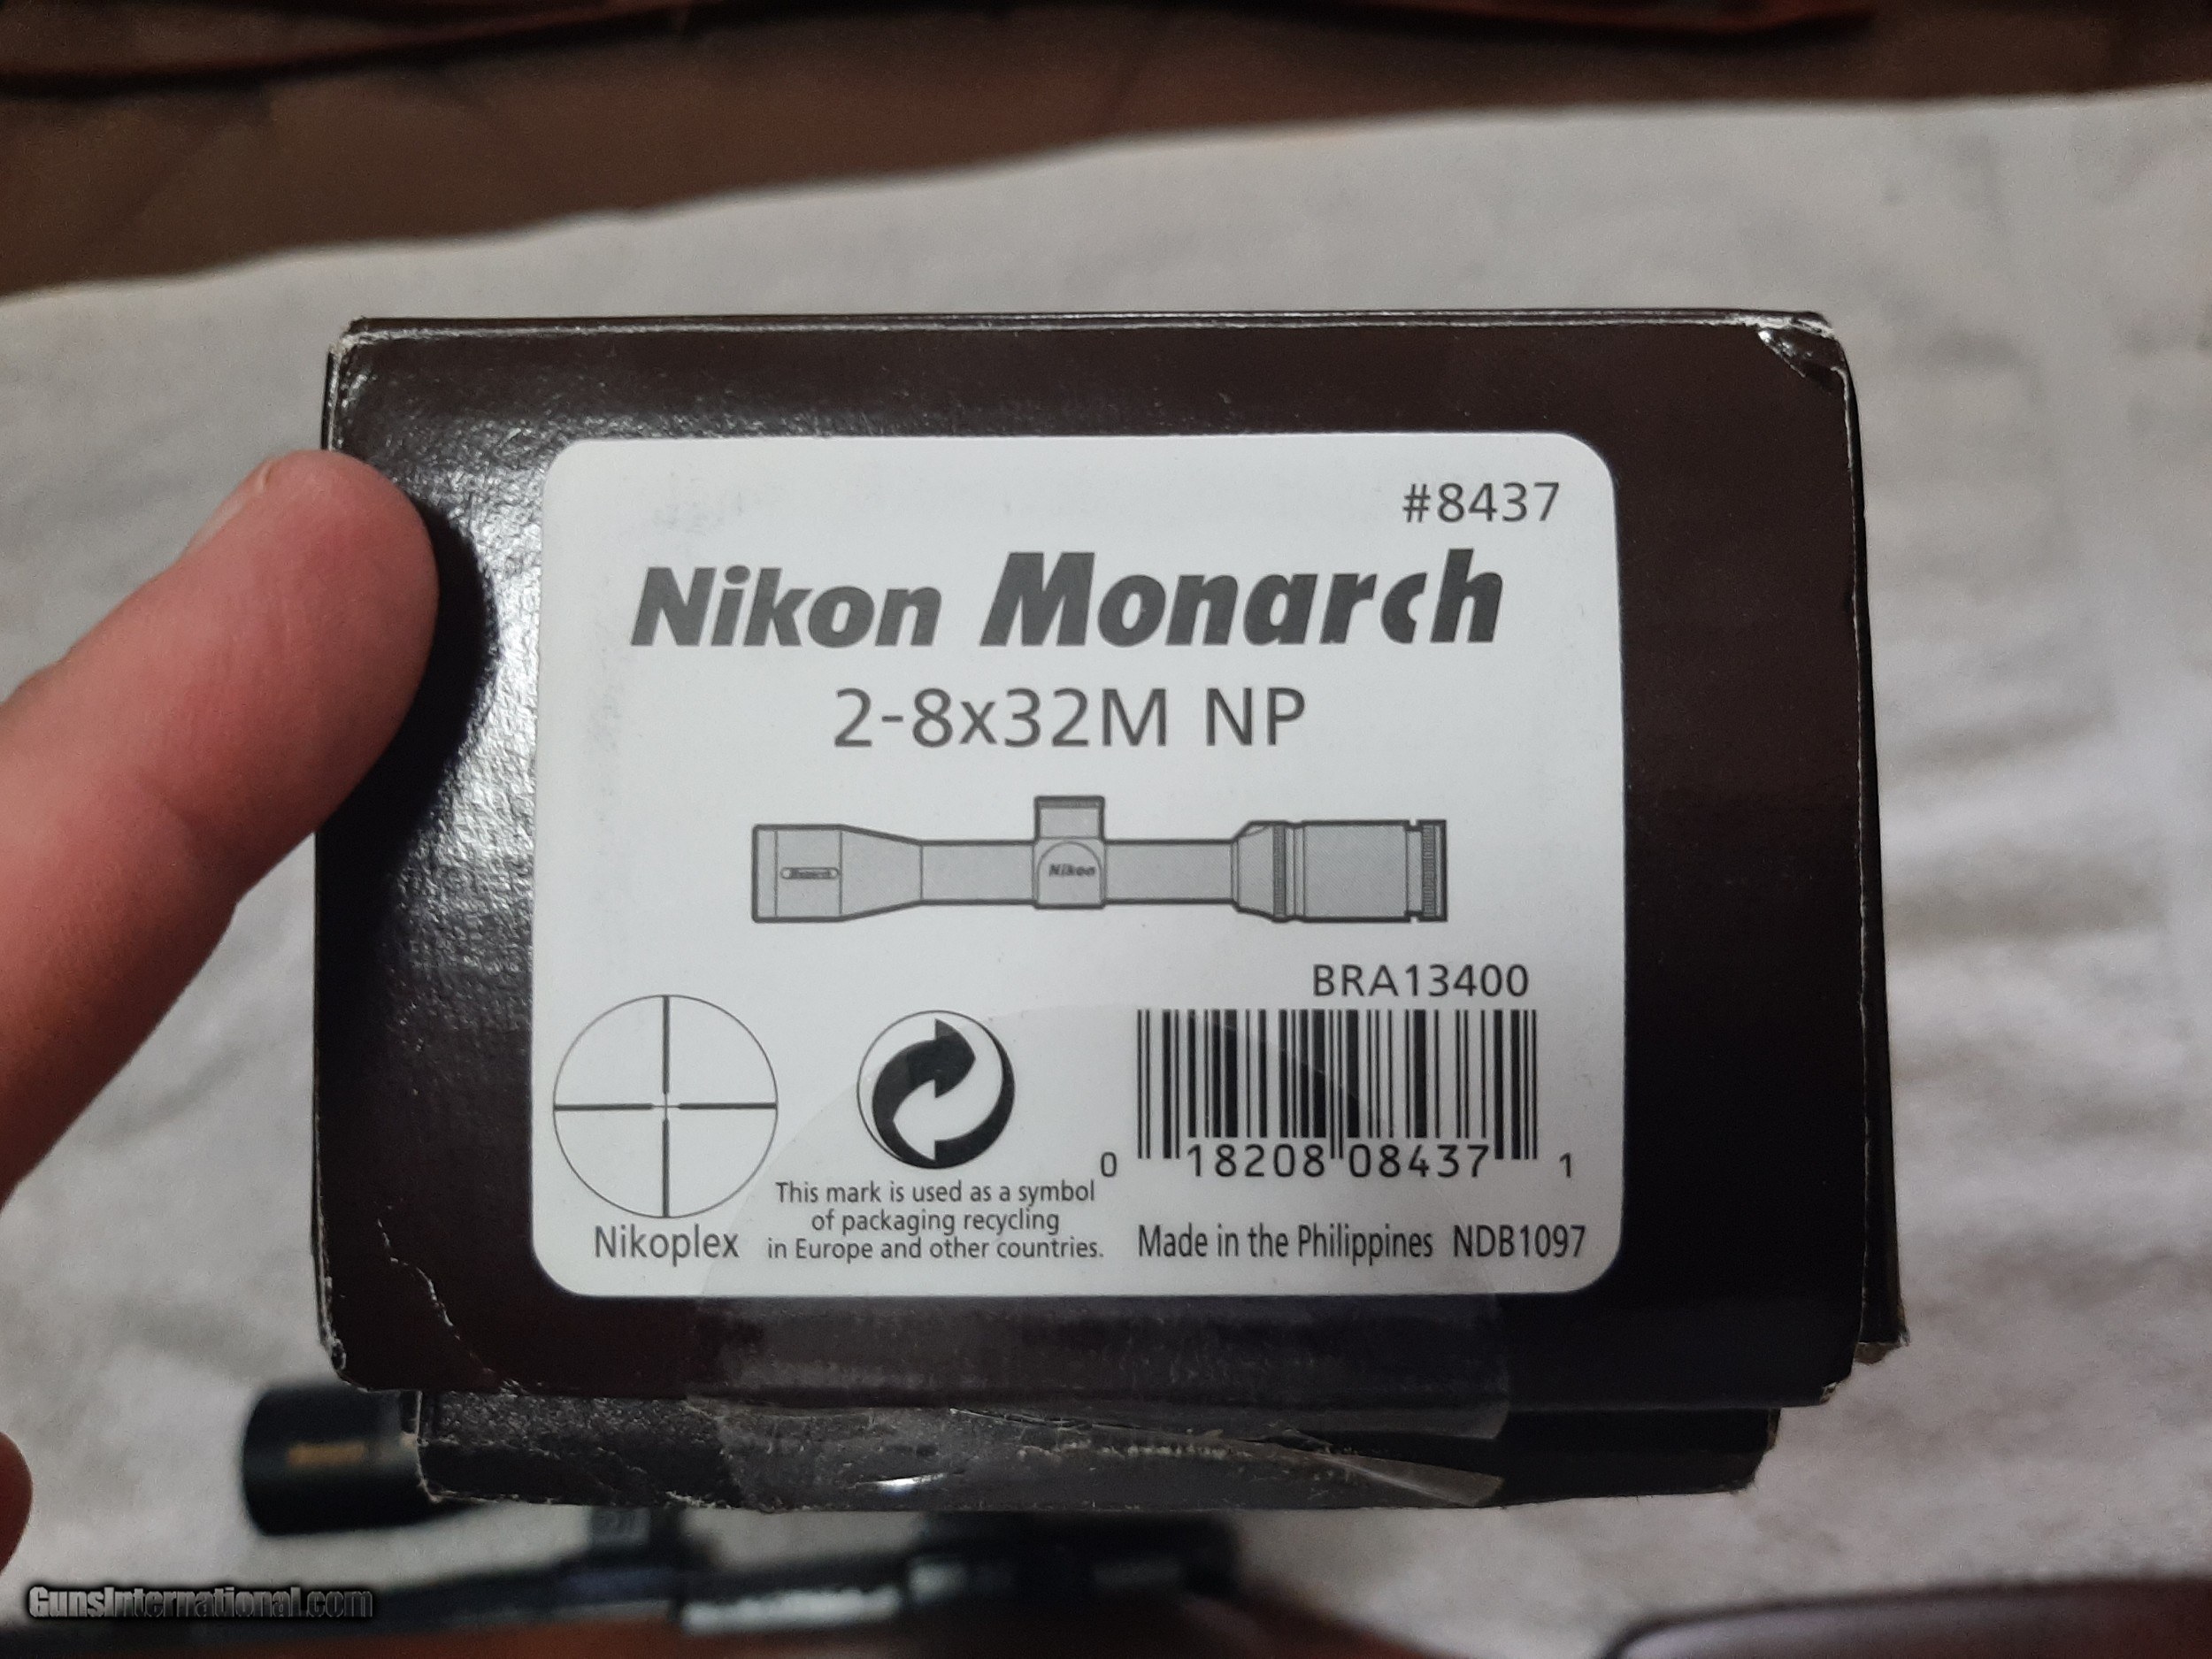 #8437
Nikon Monarch
2-8x32M NP
Nikon
BRA13400
0 18208 08437 1
This mark is used as a symbol
of packaging recycling
in Europe and other countries.
Nikoplex
Made in the Philippines NDB1097
GunsInternational.com